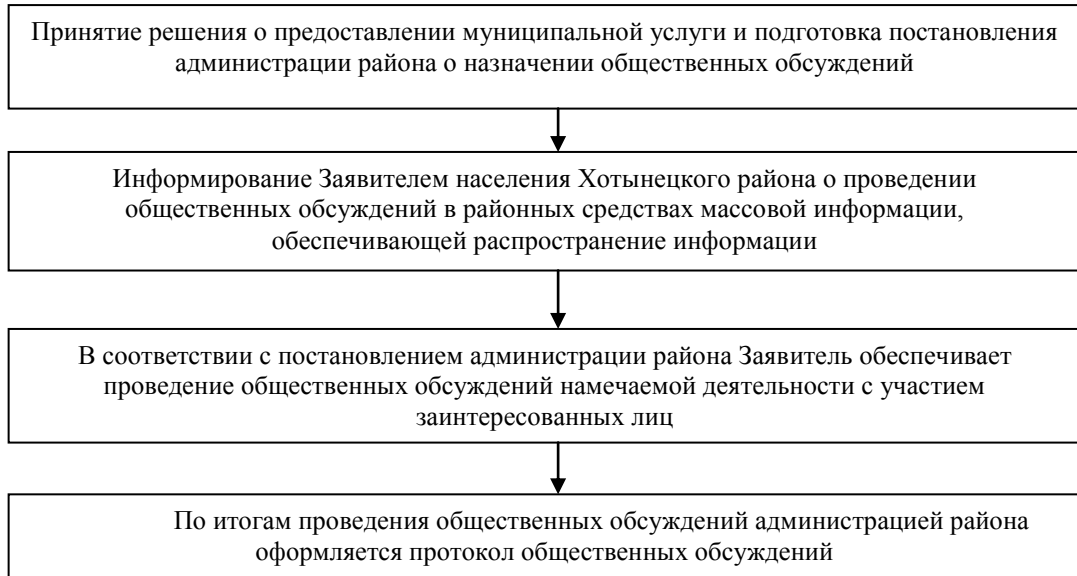 Принятие решения о предоставлении муниципальной услуги и подготовка постановления
администрации района о назначении общественных обсуждений
Информирование Заявителем населения Хотынецкого района о проведении
общественных обсуждений в районных средствах массовой информации,
обеспечивающей распространение информации
В соответствии с постановлением администрации района Заявитель обеспечивает
проведение общественных обсуждений намечаемой деятельности с участием
заинтересованных лиц
По итогам проведения общественных обсуждений администрацией района
оформляется протокол общественных обсуждений